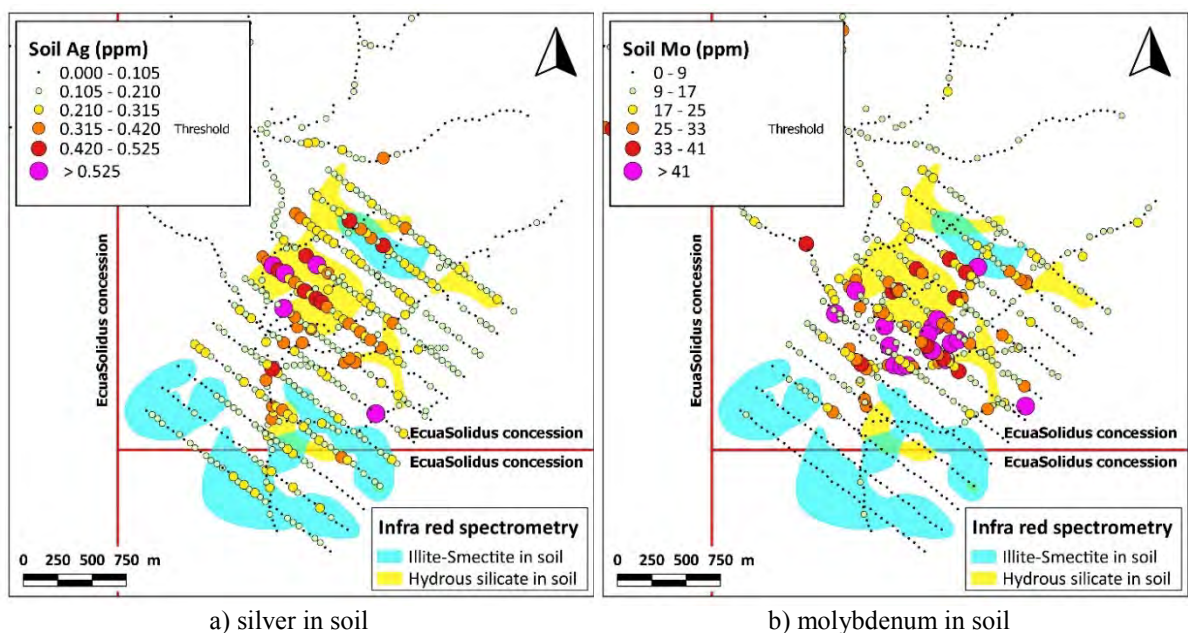 Soil Ag (ppm)
0.000 - 0.105
0.105 - 0.210
0.210 - 0.315
0.315 - 0.420
0.420 - 0.525
> 0.525
Threshold
EcuaSolidus concession
EcuaSolidus concession
EcuaSolidus concession
Infra red spectrometry
Illite-Smectite in soil
Hydrous silicate in soil
0 250 500 750 m
a) silver in soil
Soil Mo (ppm)
0 - 9
9 - 17
17 - 25
25 - 33
33 - 41
> 41
Threshold
EcuaSolidus concession
EcuaSolidus concession
EcuaSolidus concession
Infra red spectrometry
Illite-Smectite in soil
Hydrous silicate in soil
0 250 500 750 m
b) molybdenum in soil